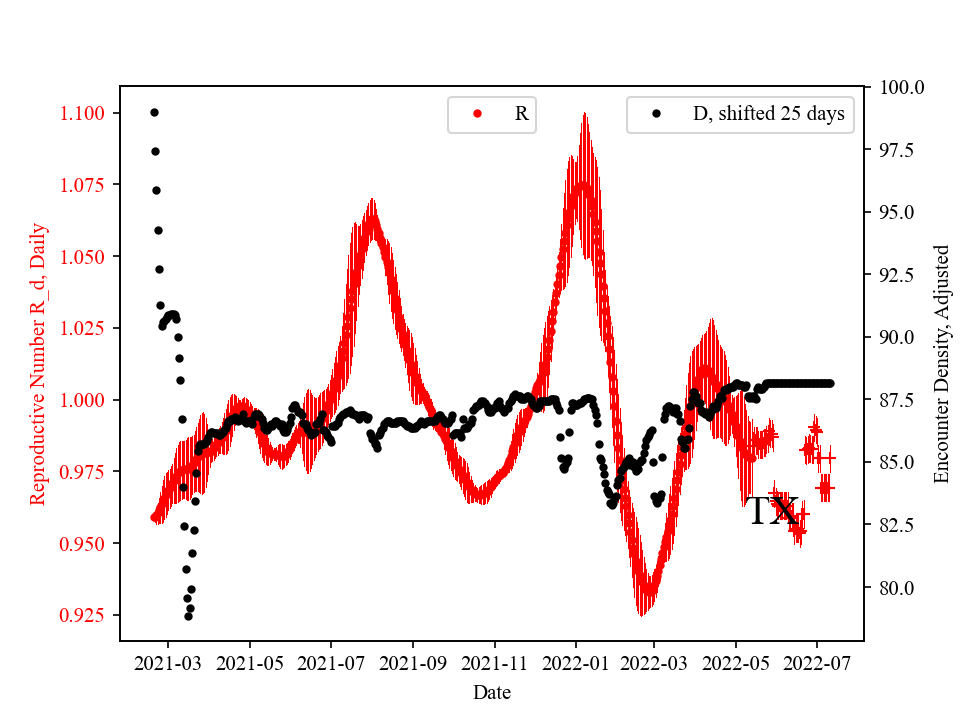 R
D, shifted 25 days
1.100
1.075
1.050
1.025
1.000
0.975
0.950
0.925
Reproductive Number R_d, Daily
100.0
97.5
95.0
92.5
90.0
87.5
85.0
82.5
80.0
Encounter Density, Adjusted
TX
2021-03 2021-05 2021-07 2021-09 2021-11 2022-01 2022-03 2022-05 2022-07
Date